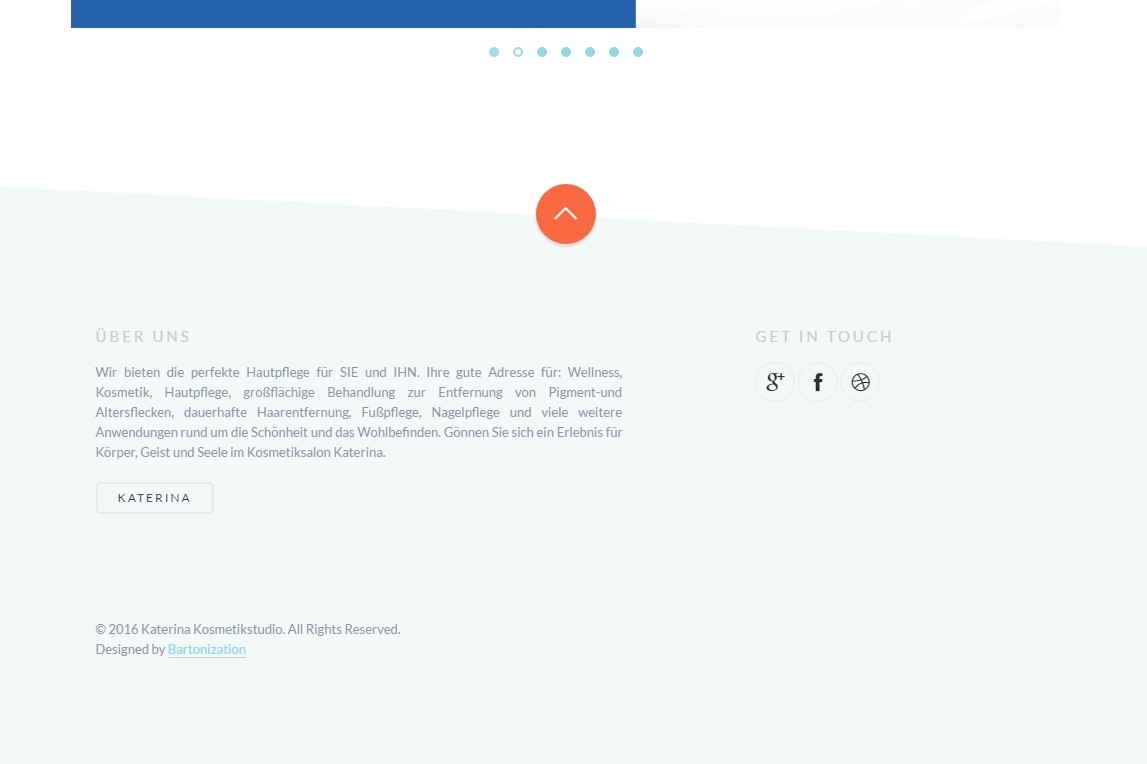 ÜBER UNS
Wir bieten die perfekte Hautpflege für SIE und IHN. Ihre gute Adresse für: Wellness,
Kosmetik, Hautpflege, großflächige Behandlung zur Entfernung von Pigment-und
Altersflecken, dauerhafte Haarentfernung, Fußpflege, Nagelpflege und viele weitere
Anwendungen rund um die Schönheit und das Wohlbefinden. Gönnen Sie sich ein Erlebnis für
Körper, Geist und Seele im Kosmetiksalon Katerina.
KATERINA
GET IN TOUCH
© 2016 Katerina Kosmetikstudio. All Rights Reserved.
Designed by Bartonization